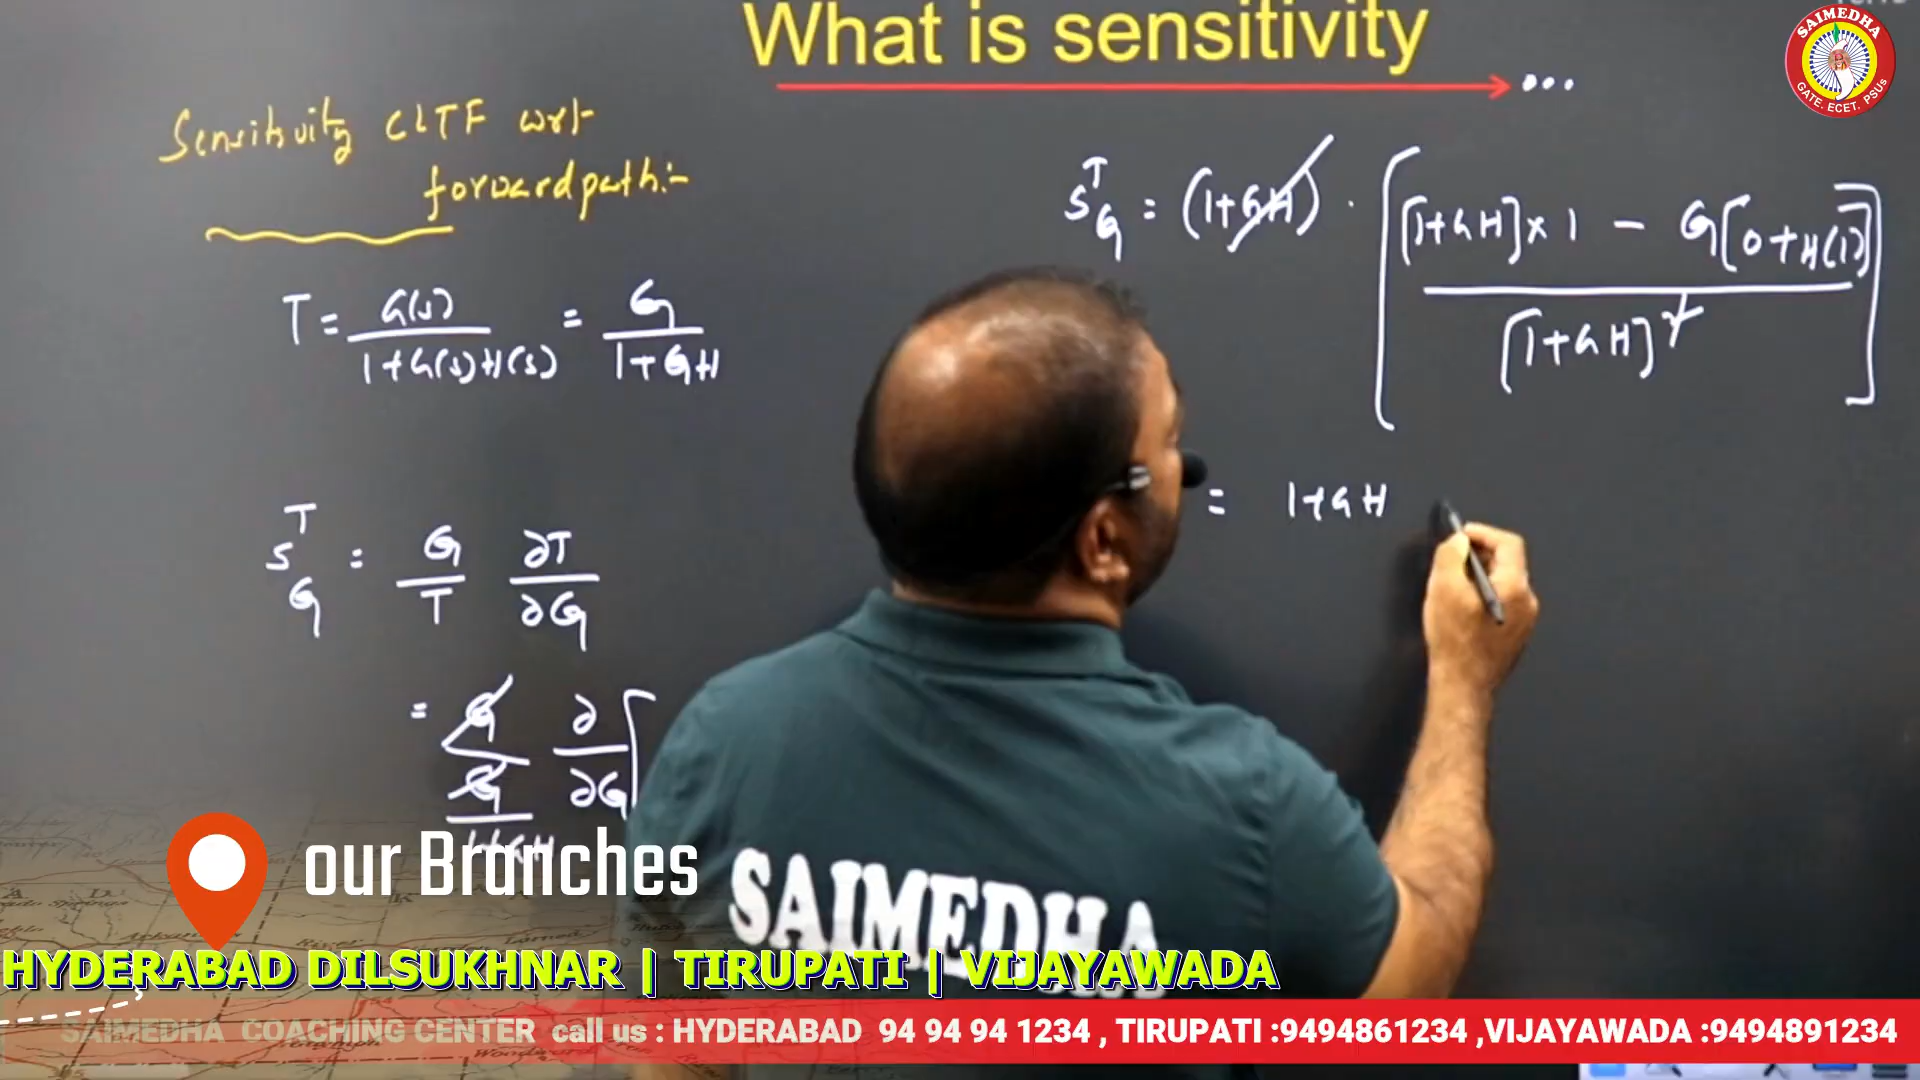 What is sensitivity
SAIMEDHA
GATE. ECET. PSUs
Sensitivity CLTF wrt
forward path:-
T = G(s) / 1+G(s)H(s) = G / 1+GH
S^T_G = G/T ∂T/∂G
= G / (G / 1+GH) ∂/∂G [
S^T_G = (1+GH) · [ [1+GH]×1 − G[0+H(1)] / [1+GH]^2 ]
= 1+GH
our Branches
SAIMEDHA
HYDERABAD DILSUKHNAR | TIRUPATI | VIJAYAWADA
SAIMEDHA COACHING CENTER call us : HYDERABAD 94 94 94 1234 , TIRUPATI :9494861234 ,VIJAYAWADA :9494891234